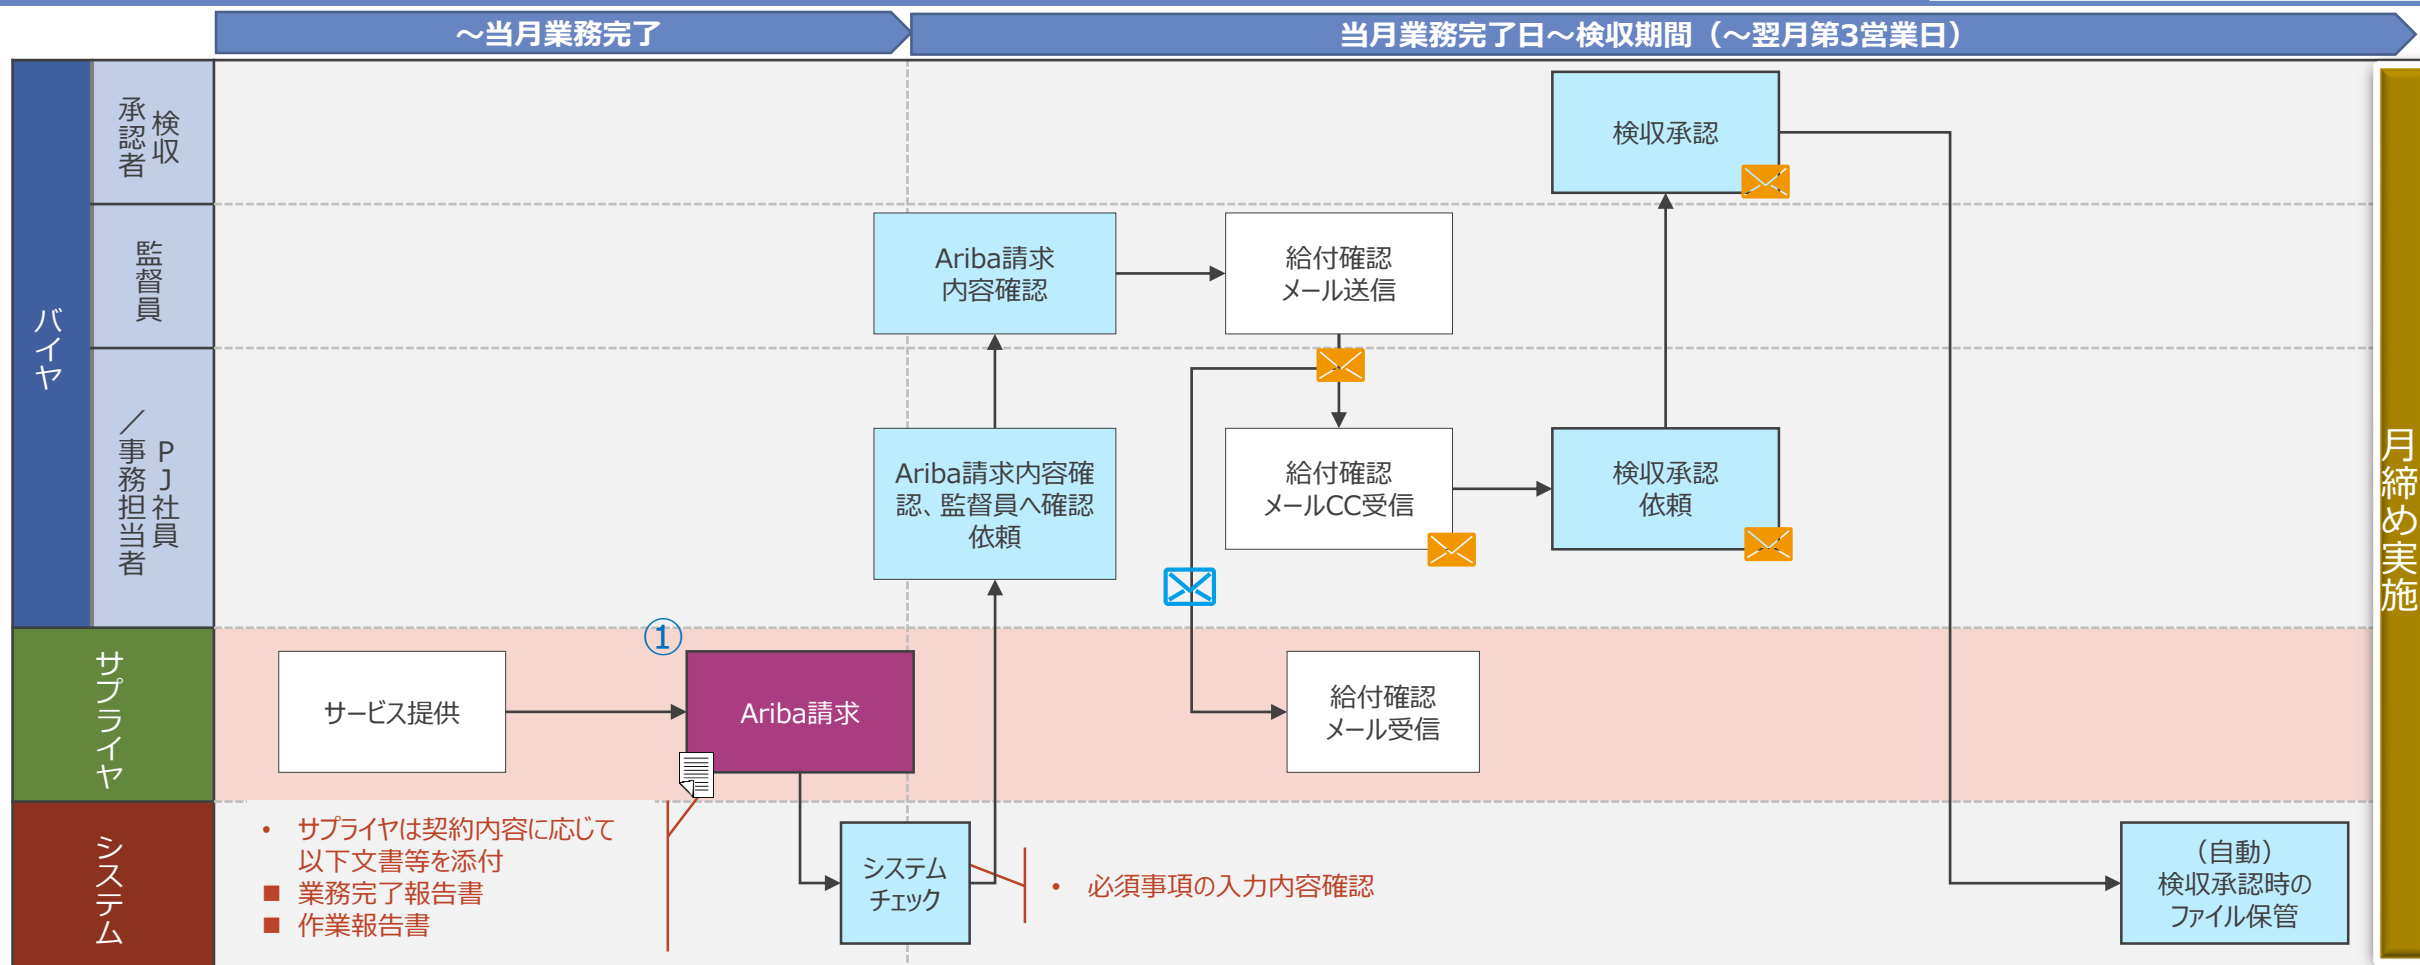 ～当月業務完了
当月業務完了日～検収期間（～翌月第3営業日）
バイヤ
検収
承認者
検収承認
監督員
Ariba請求
内容確認
給付確認
メール送信
ＰＪ社員
／事務担当者
Ariba請求内容確
認、監督員へ確認
依頼
給付確認
メールCC受信
検収承認
依頼
サプライヤ
サービス提供
①
Ariba請求
給付確認
メール受信
システム
• サプライヤは契約内容に応じて
以下文書等を添付
■ 業務完了報告書
■ 作業報告書
システム
チェック
• 必須事項の入力内容確認
（自動）
検収承認時の
ファイル保管
月締め実施